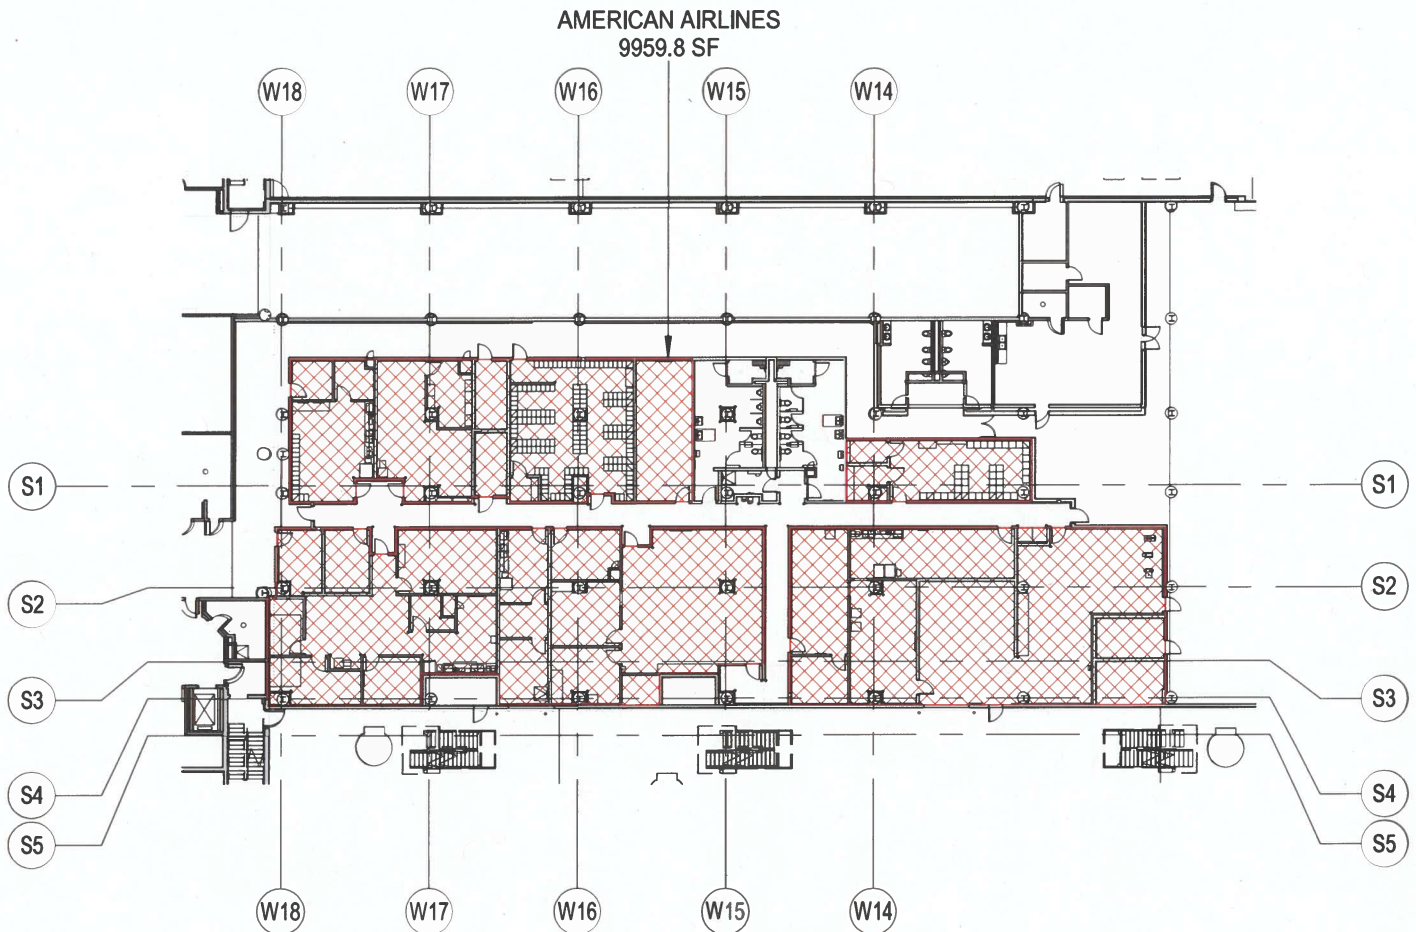 AMERICAN AIRLINES
9959.8 SF
W18 W17 W16 W15 W14
S1 S1
S2 S2
S3 S3
S4 S4
S5 S5
W18 W17 W16 W15 W14